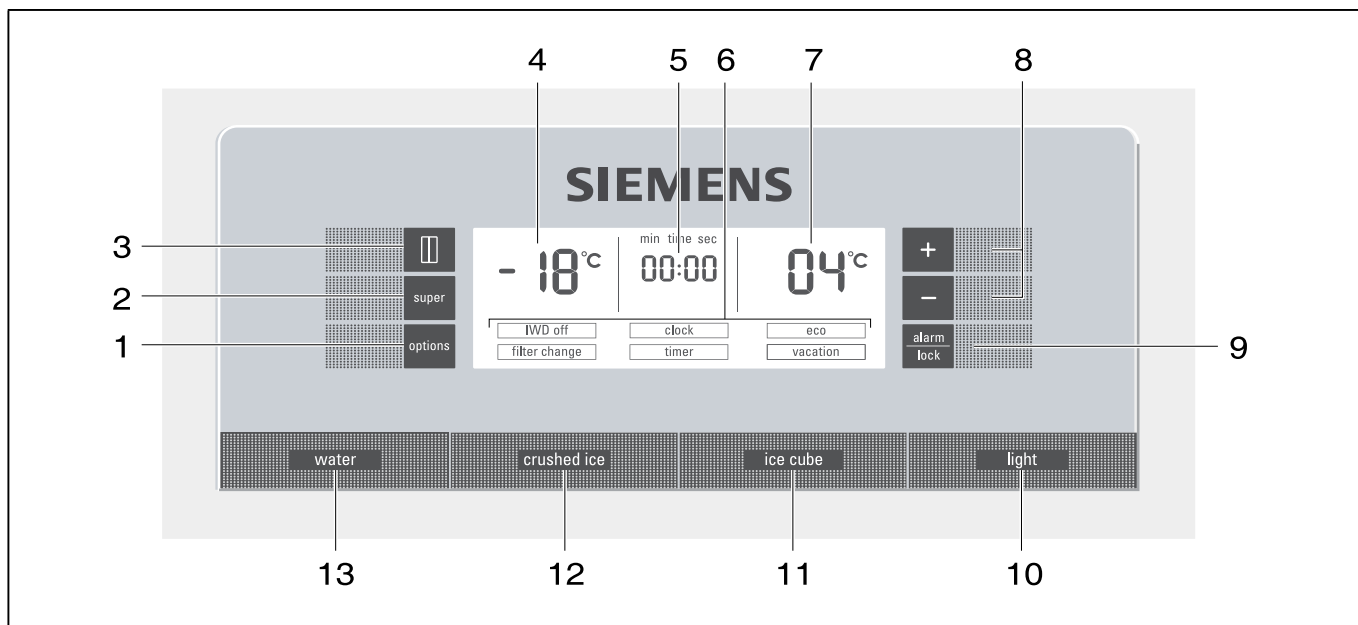 4 5 6 7 8
SIEMENS
3 min time sec +
-18°C 00:00 04°C
2 super −
IWD off clock eco
1 options filter change timer vacation alarm lock 9
water crushed ice ice cube light
13 12 11 10